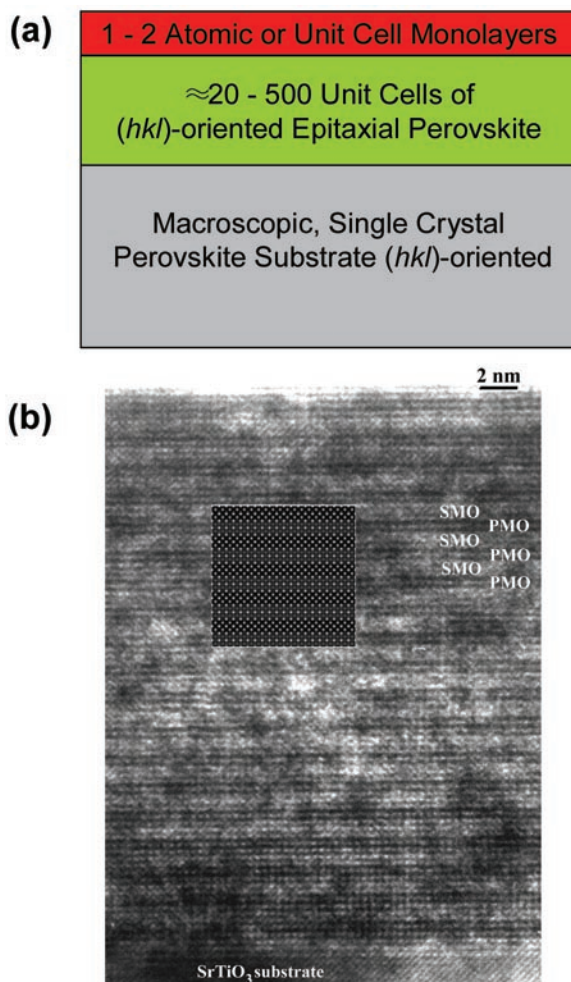 (a)
1 - 2 Atomic or Unit Cell Monolayers
≈20 - 500 Unit Cells of
(hkl)-oriented Epitaxial Perovskite
Macroscopic, Single Crystal
Perovskite Substrate (hkl)-oriented
(b)
2 nm
SMO
PMO
SMO
PMO
SMO
PMO
SrTiO₃ substrate